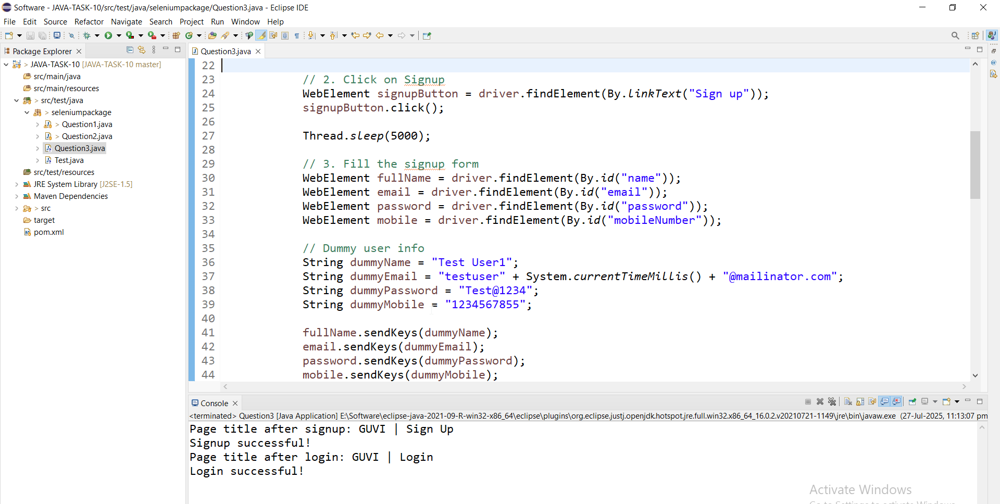 Software - JAVA-TASK-10/src/test/java/seleniumpackage/Question3.java - Eclipse IDE
File Edit Source Refactor Navigate Search Project Run Window Help
Package Explorer
> JAVA-TASK-10 [JAVA-TASK-10 master]
src/main/java
src/main/resources
> src/test/java
> seleniumpackage
> Question1.java
> Question2.java
Question3.java
Test.java
src/test/resources
JRE System Library [J2SE-1.5]
Maven Dependencies
> src
target
pom.xml
Question3.java
22
23 // 2. Click on Signup
24 WebElement signupButton = driver.findElement(By.linkText("Sign up"));
25 signupButton.click();
26
27 Thread.sleep(5000);
28
29 // 3. Fill the signup form
30 WebElement fullName = driver.findElement(By.id("name"));
31 WebElement email = driver.findElement(By.id("email"));
32 WebElement password = driver.findElement(By.id("password"));
33 WebElement mobile = driver.findElement(By.id("mobileNumber"));
34
35 // Dummy user info
36 String dummyName = "Test User1";
37 String dummyEmail = "testuser" + System.currentTimeMillis() + "@mailinator.com";
38 String dummyPassword = "Test@1234";
39 String dummyMobile = "1234567855";
40
41 fullName.sendKeys(dummyName);
42 email.sendKeys(dummyEmail);
43 password.sendKeys(dummyPassword);
44 mobile.sendKeys(dummyMobile);
Console
<terminated> Question3 [Java Application] E:\Software\eclipse-java-2021-09-R-win32-x86_64\eclipse\plugins\org.eclipse.justj.openjdk.hotspot.jre.full.win32.x86_64_16.0.2.v20210721-1149\jre\bin\javaw.exe (27-Jul-2025, 11:13:07 pm
Page title after signup: GUVI | Sign Up
Signup successful!
Page title after login: GUVI | Login
Login successful!
Activate Windows